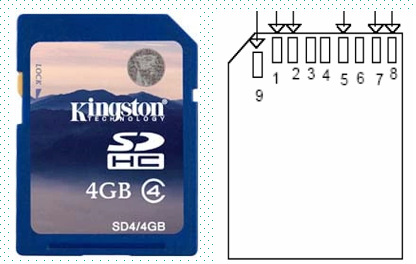 LOCK
Kingston
TECHNOLOGY
SD
HC
4GB 4
SD4/4GB
9 1 2 3 4 5 6 7 8